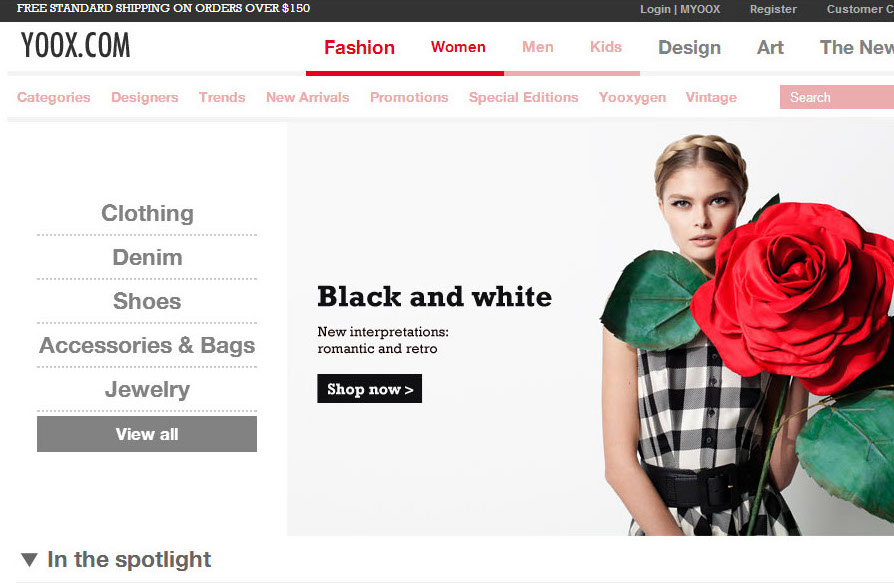 FREE STANDARD SHIPPING ON ORDERS OVER $150
Login | MYOOX Register Customer C
YOOX.COM
Fashion Women Men Kids Design Art The New
Categories Designers Trends New Arrivals Promotions Special Editions Yooxygen Vintage Search
Clothing
Denim
Shoes
Accessories & Bags
Jewelry
View all
Black and white
New interpretations:
romantic and retro
Shop now >
▼ In the spotlight